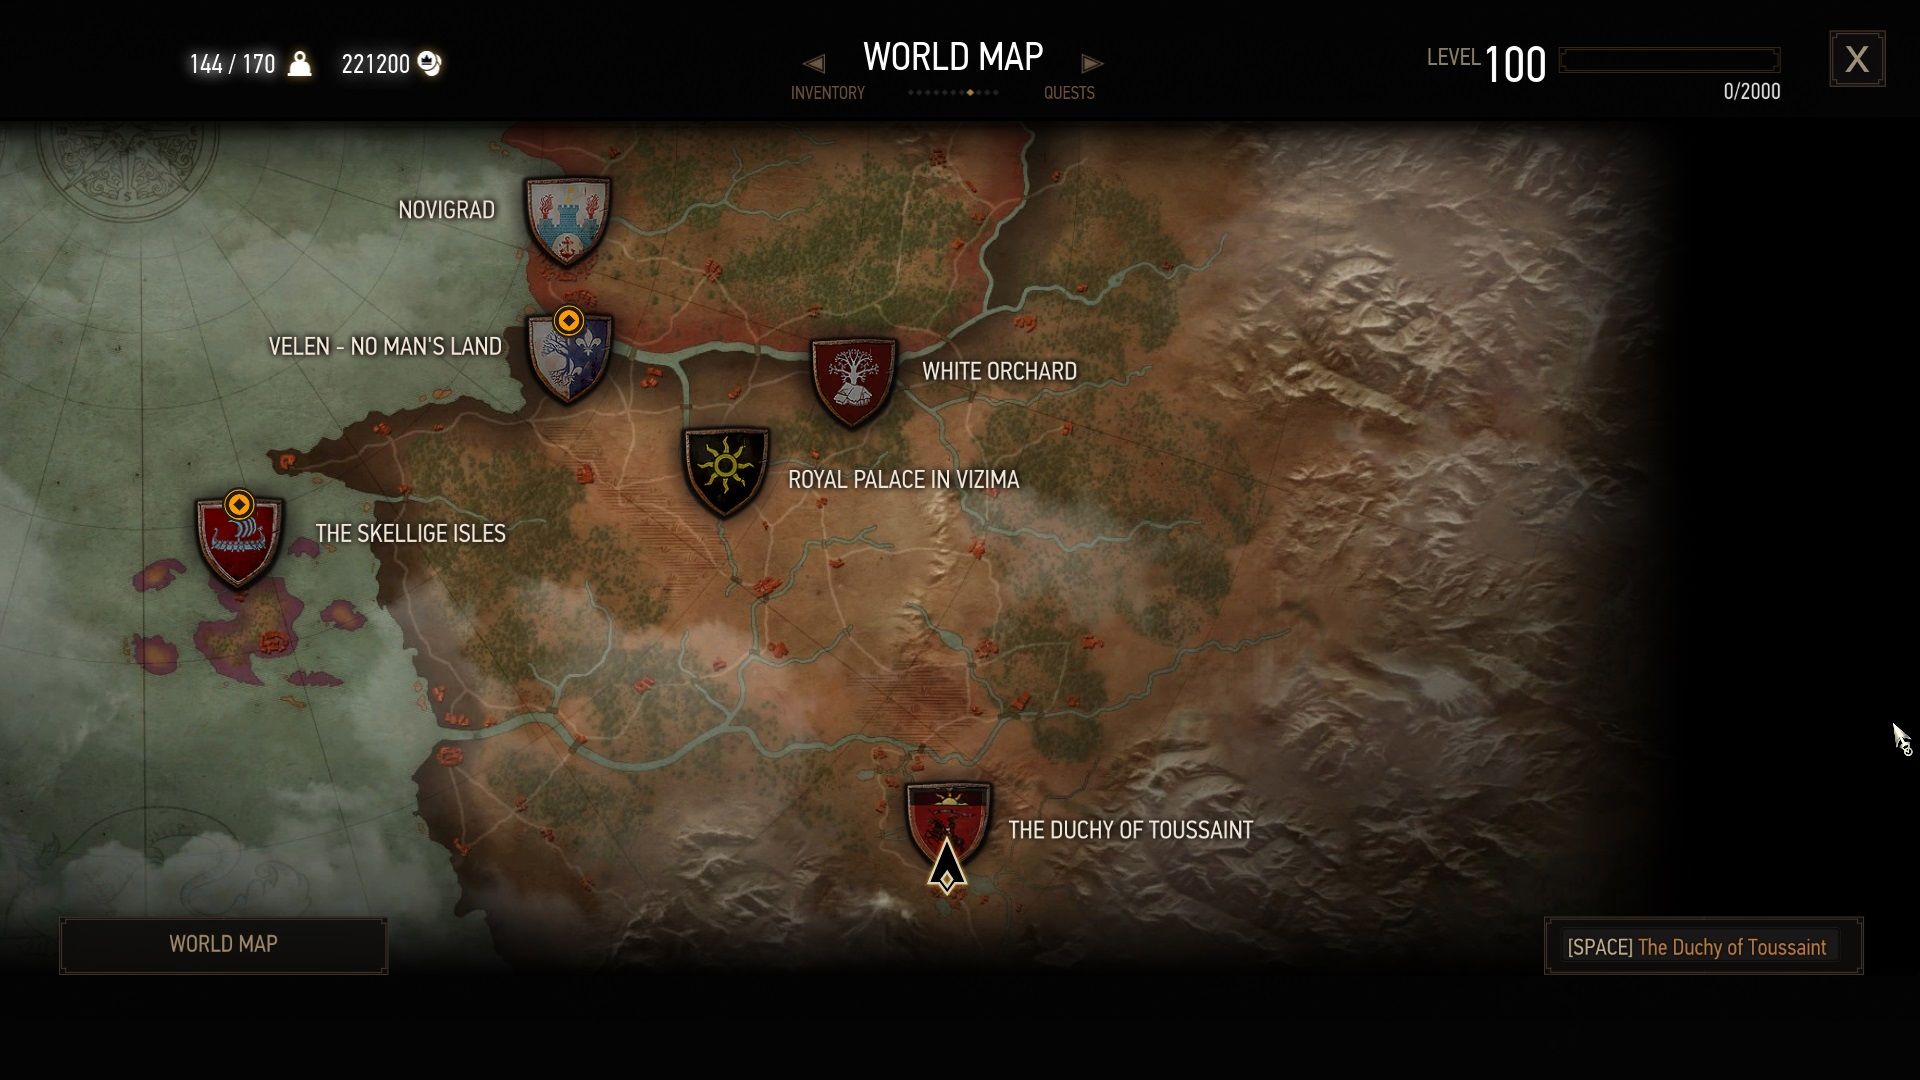 144 / 170
221200
WORLD MAP
INVENTORY
QUESTS
LEVEL 100
0/2000
X
NOVIGRAD
VELEN - NO MAN'S LAND
WHITE ORCHARD
ROYAL PALACE IN VIZIMA
THE SKELLIGE ISLES
THE DUCHY OF TOUSSAINT
WORLD MAP
[SPACE] The Duchy of Toussaint